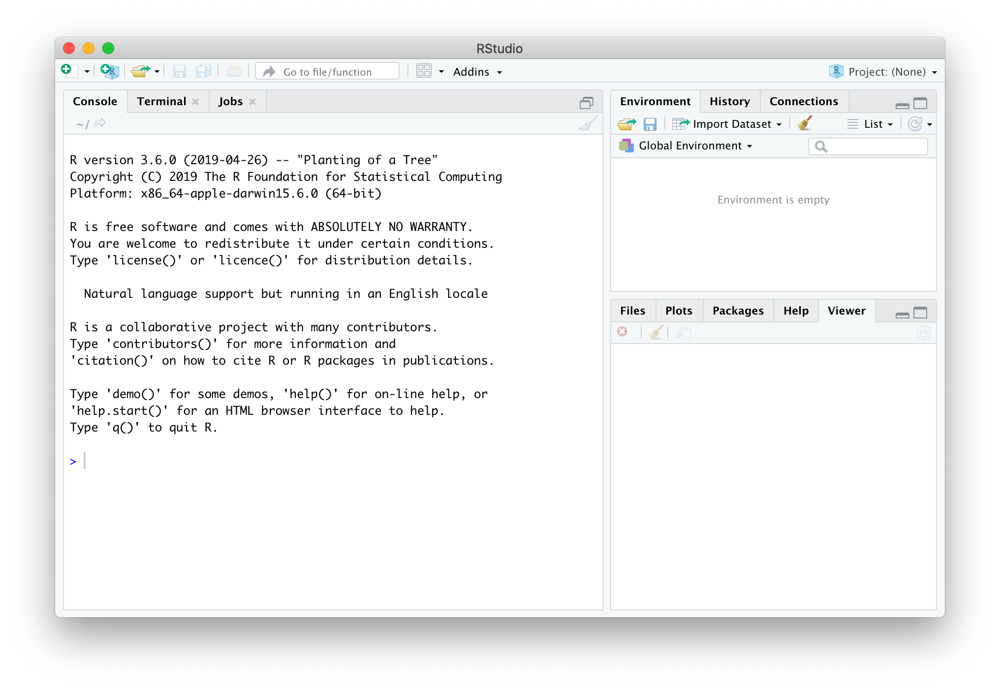 RStudio
Go to file/function
Addins
Project: (None)
Console Terminal Jobs
~/
R version 3.6.0 (2019-04-26) -- "Planting of a Tree"
Copyright (C) 2019 The R Foundation for Statistical Computing
Platform: x86_64-apple-darwin15.6.0 (64-bit)
R is free software and comes with ABSOLUTELY NO WARRANTY.
You are welcome to redistribute it under certain conditions.
Type 'license()' or 'licence()' for distribution details.
Natural language support but running in an English locale
R is a collaborative project with many contributors.
Type 'contributors()' for more information and
'citation()' on how to cite R or R packages in publications.
Type 'demo()' for some demos, 'help()' for on-line help, or
'help.start()' for an HTML browser interface to help.
Type 'q()' to quit R.
>
Environment History Connections
Import Dataset List
Global Environment
Environment is empty
Files Plots Packages Help Viewer